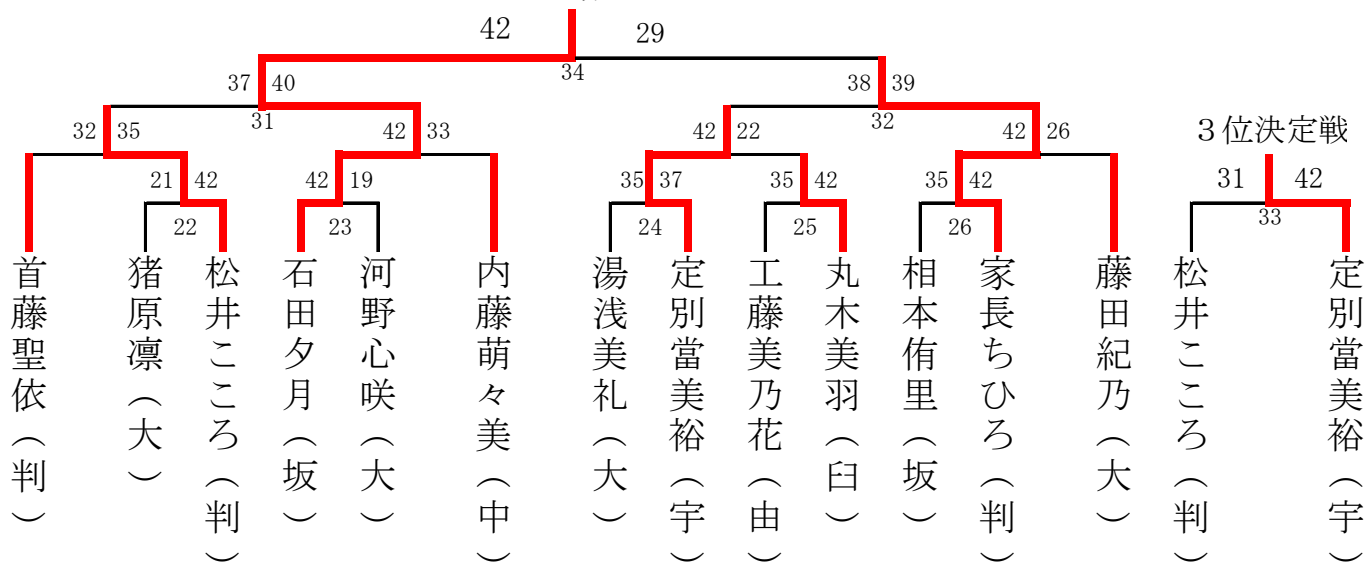 42 29
34
37 40 38 39
31 32
32 35 42 33 42 22 42 26
３位決定戦
21 42 42 19 35 37 35 42 35 42 31 42
22 23 24 25 26 33
首藤聖依（判）
猪原凛（大）
松井こころ（判）
石田夕月（坂）
河野心咲（大）
内藤萌々美（中）
湯浅美礼（大）
定別當美裕（宇）
工藤美乃花（由）
丸木美羽（臼）
相本侑里（坂）
家長ちひろ（判）
藤田紀乃（大）
松井こころ（判）
定別當美裕（宇）